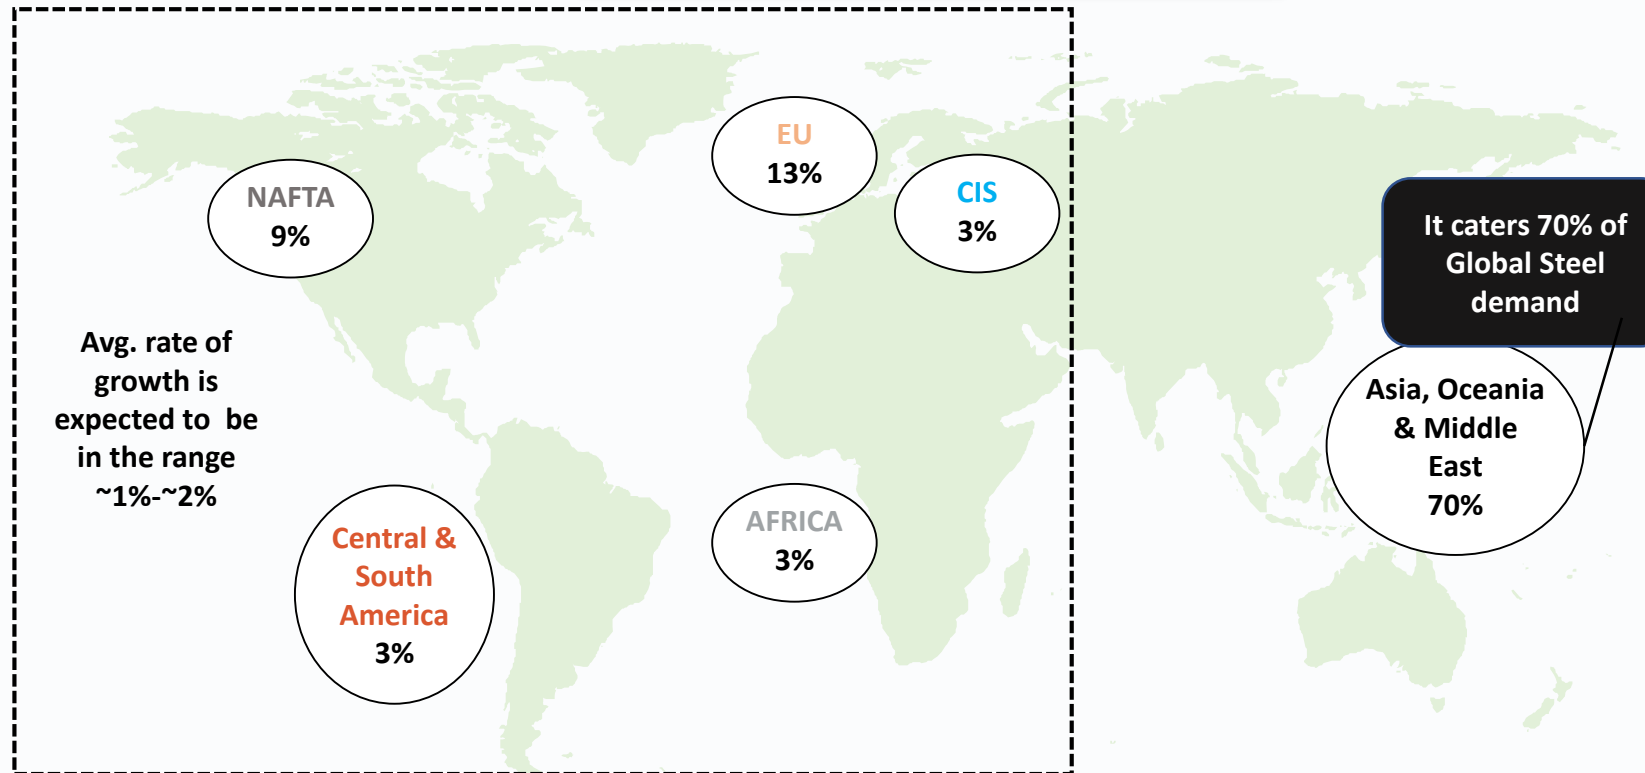 EU
13%
NAFTA
9%
CIS
3%
It caters 70% of
Global Steel
demand
Avg. rate of
growth is
expected to  be
in the range
~1%-~2%
Asia, Oceania
& Middle
East
70%
Central &
South
America
3%
AFRICA
3%